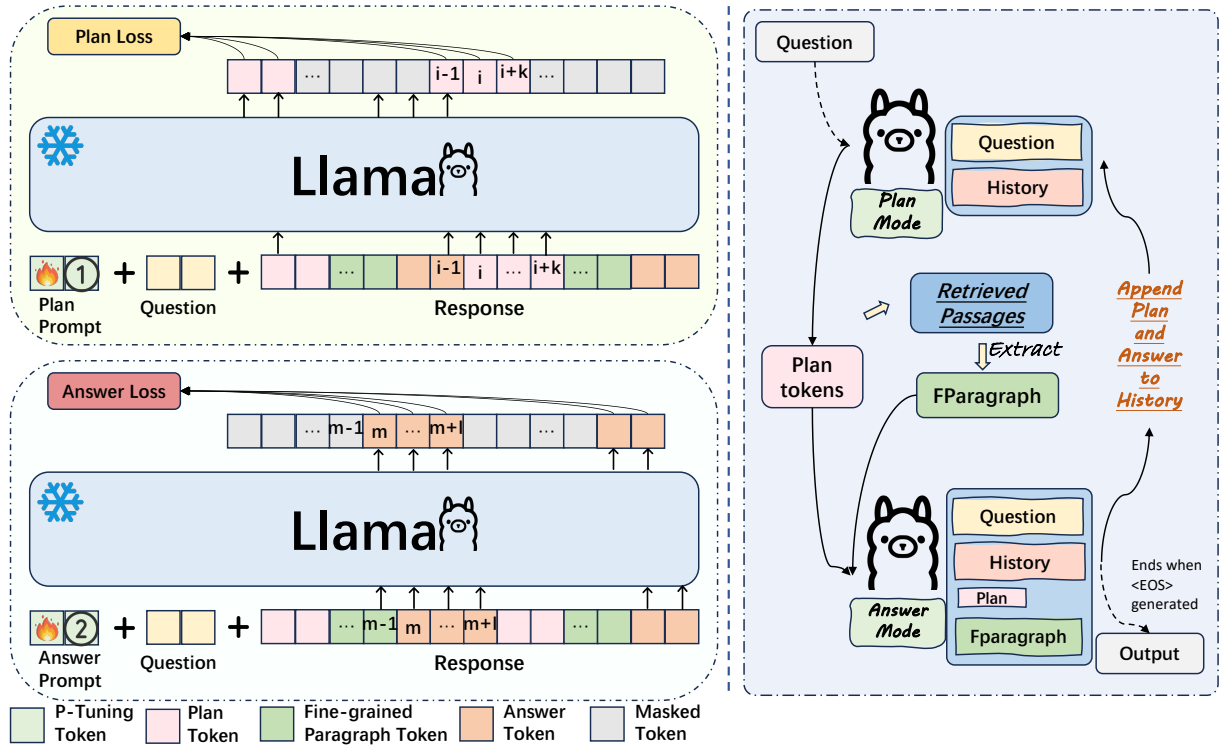 Plan Loss
... i-1 i i+k ...
Llama
1 + + ... i-1 i ... i+k ...
Plan
Prompt
Question
Response
Answer Loss
... m-1 m ... m+l ...
Llama
2 + + ... m-1 m ... m+l ...
Answer
Prompt
Question
Response
P-Tuning
Token
Plan
Token
Fine-grained
Paragraph Token
Answer
Token
Masked
Token
Question
Question
History
Plan
Mode
Retrieved
Passages
Extract
Plan
tokens
FParagraph
Append
Plan
and
Answer
to
History
Question
History
Plan
Fparagraph
Answer
Mode
Ends when
<EOS>
generated
Output